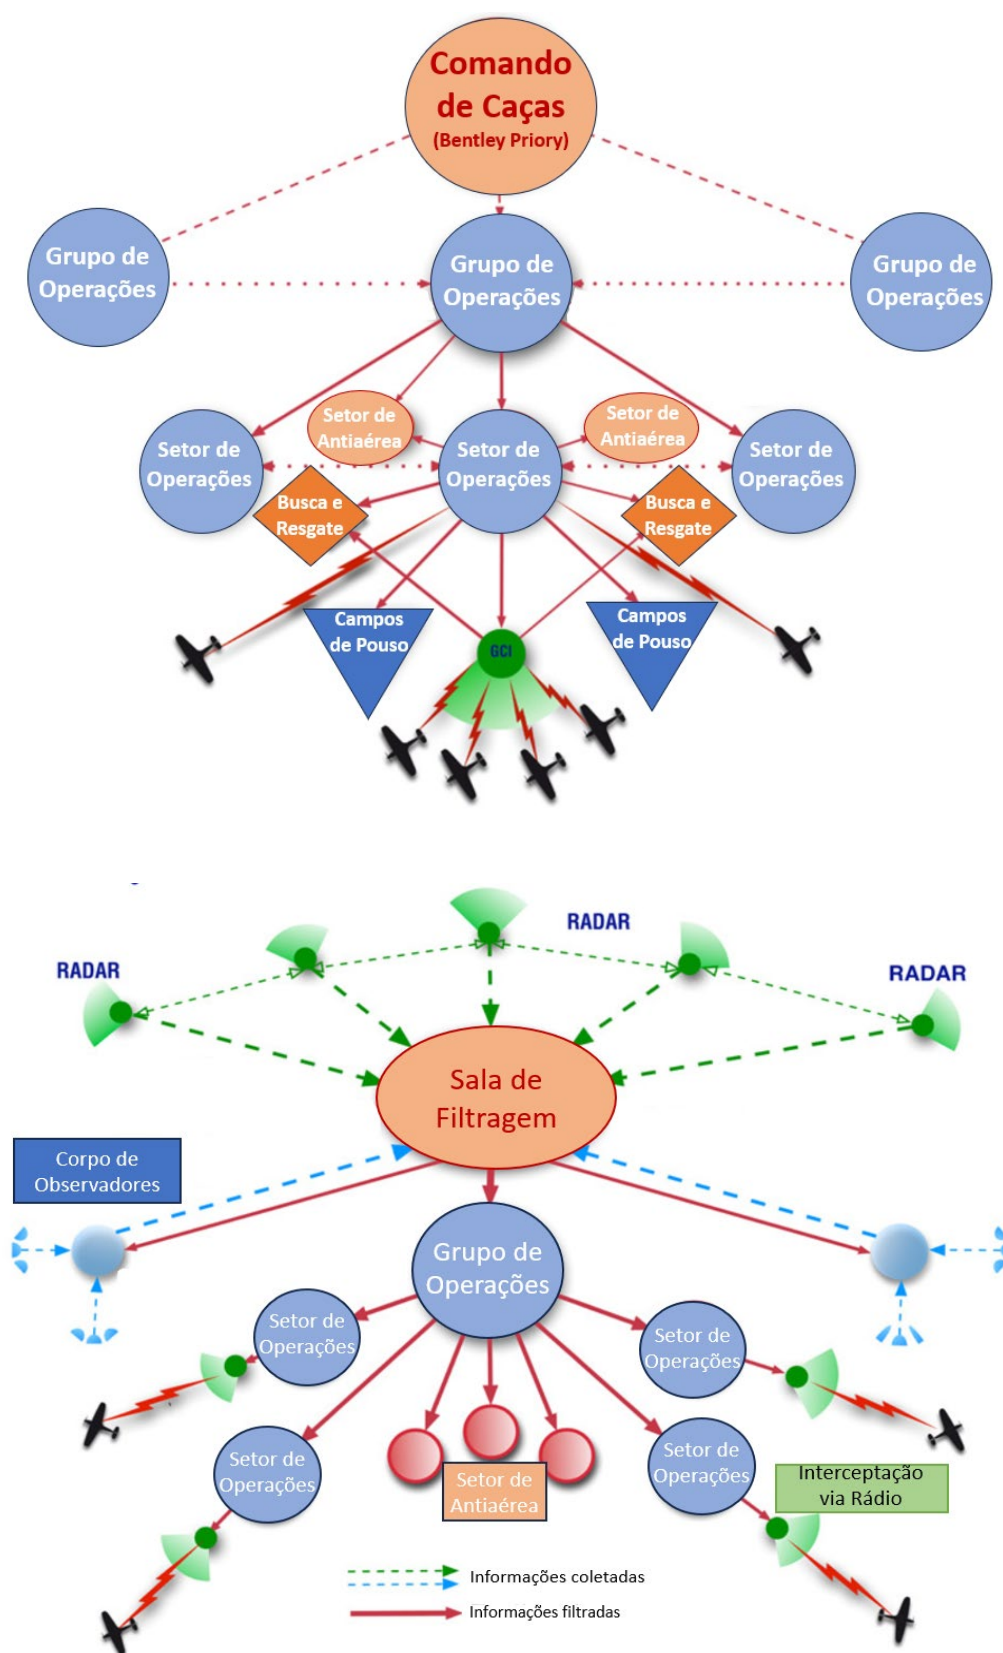 Comando
de Caças
(Bentley Priory)
Grupo de
Operações
Grupo de
Operações
Grupo de
Operações
Setor de
Antiaérea
Setor de
Antiaérea
Setor de
Operações
Setor de
Operações
Setor de
Operações
Busca e
Resgate
Busca e
Resgate
Campos
de Pouso
Campos
de Pouso
GCI
RADAR
RADAR
RADAR
Sala de
Filtragem
Corpo de
Observadores
Grupo de
Operações
Setor de
Operações
Setor de
Operações
Setor de
Operações
Setor de
Operações
Setor de
Antiaérea
Interceptação
via Rádio
Informações coletadas
Informações filtradas